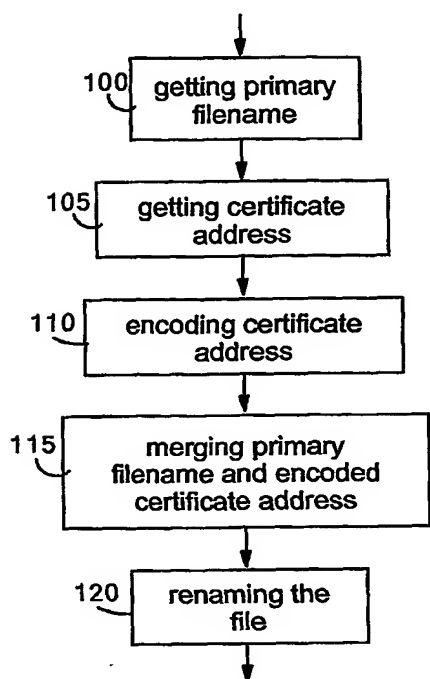 100
getting primary
filename
105
getting certificate
address
110
encoding certificate
address
115
merging primary
filename and encoded
certificate address
120
renaming the
file